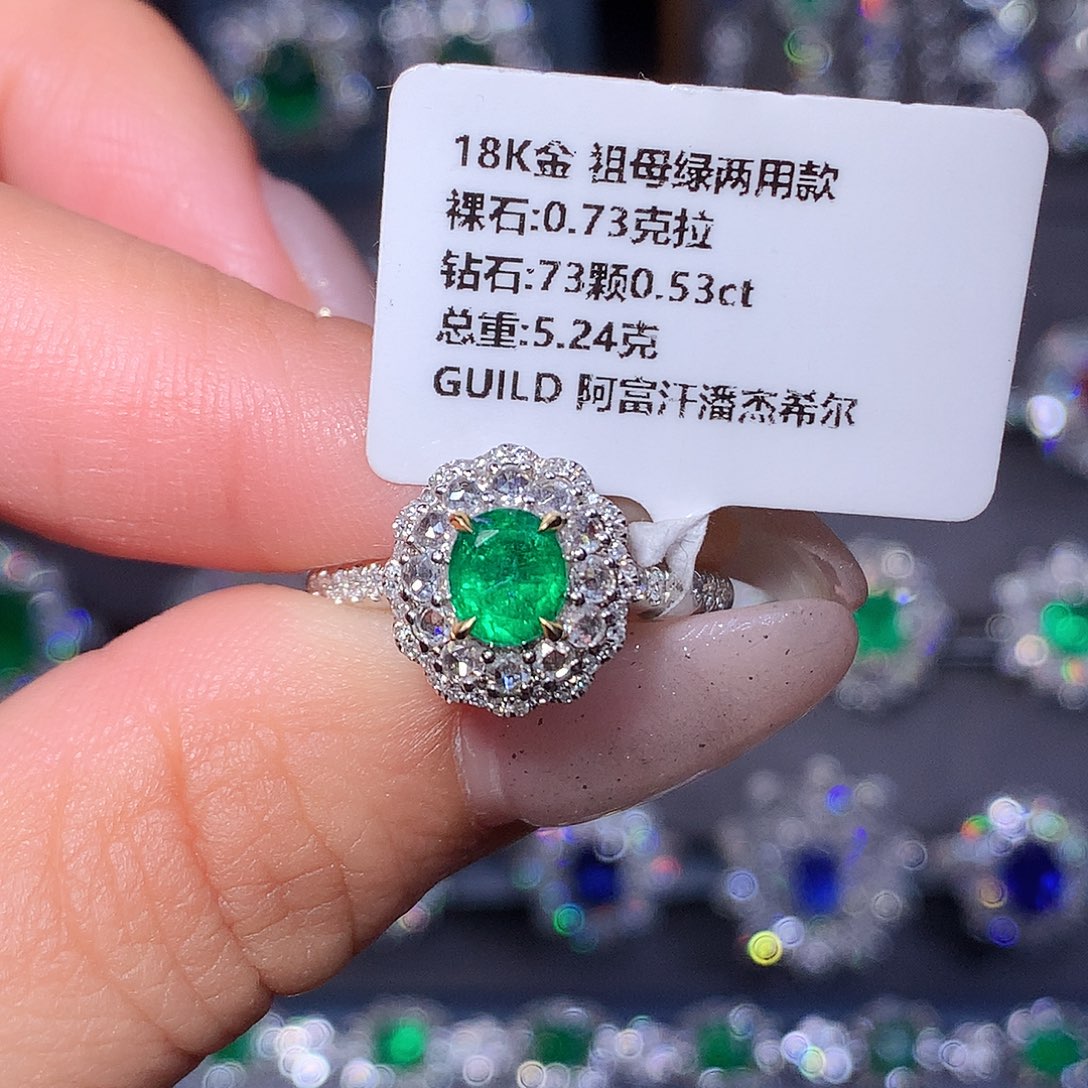 18K金 祖母绿两用款
裸石:0.73克拉
钻石:73颗0.53ct
总重:5.24克
GUILD 阿富汗潘杰希尔